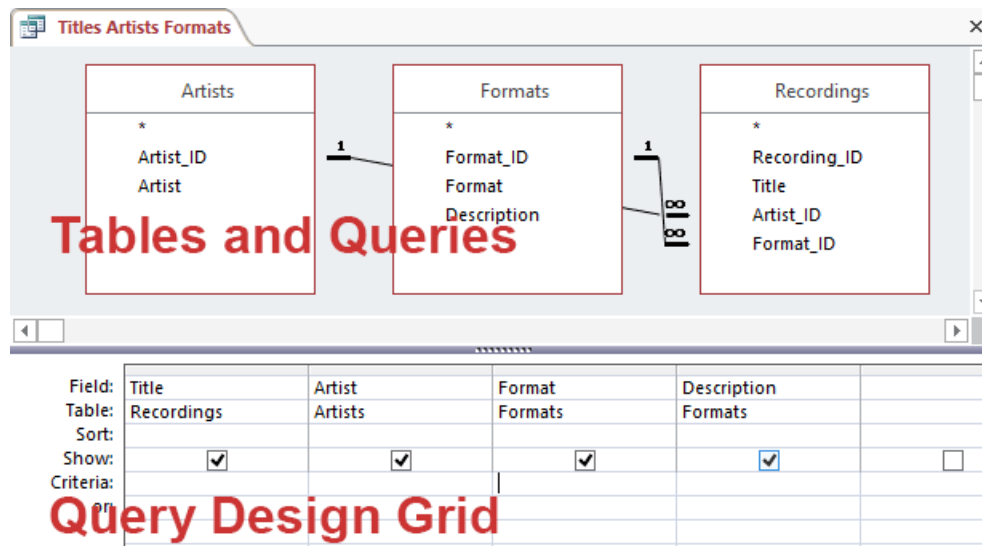 Titles Artists Formats
Artists Formats Recordings
* * *
1 1
Artist_ID Format_ID Recording_ID
Artist Format Title
Description ∞ Artist_ID
∞ Format_ID
Tables and Queries
Field: Title Artist Format Description
Table: Recordings Artists Formats Formats
Sort:
Show:
Criteria:
or:
Query Design Grid